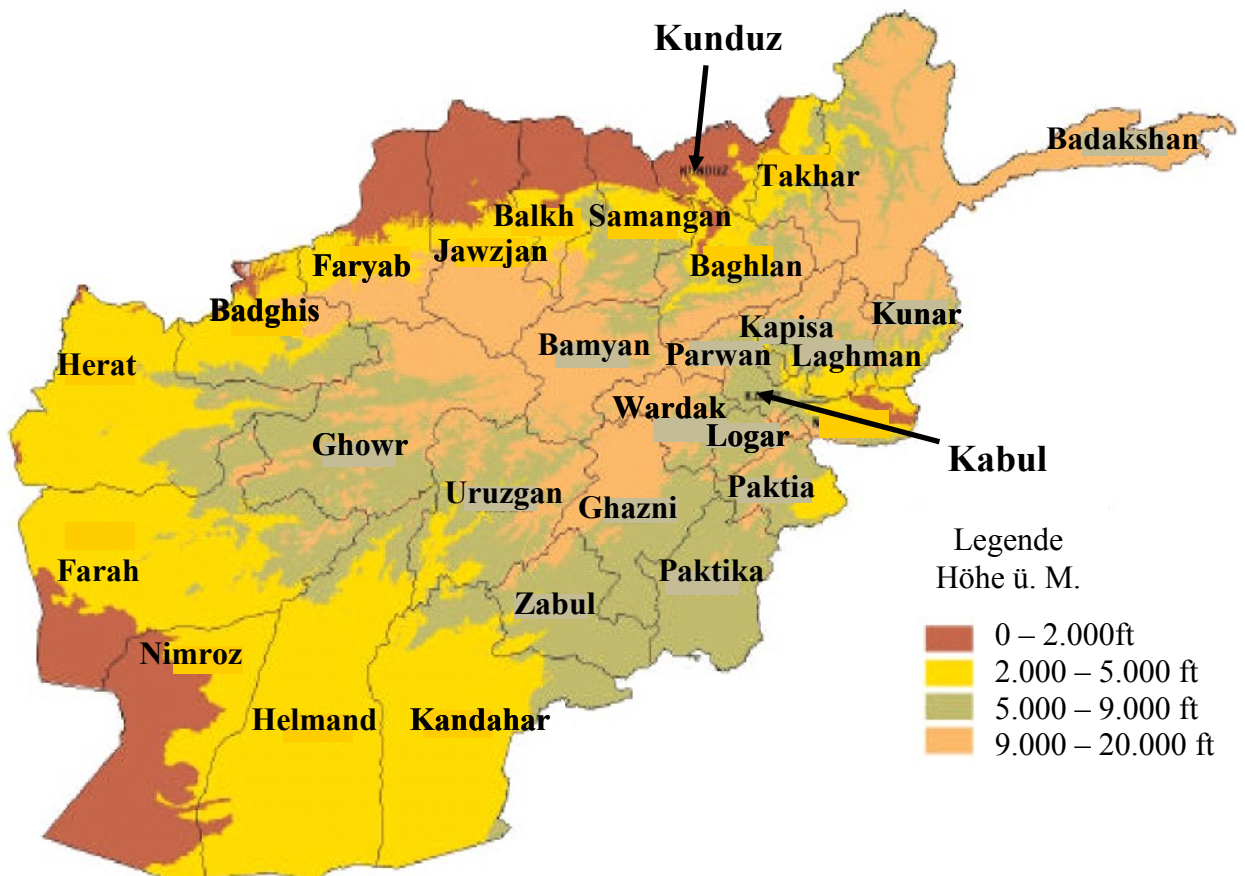 Kunduz
Badakshan
KUNDUZ
Takhar
Balkh Samangan
Jawzjan
Faryab
Baghlan
Badghis
Kunar
Kapisa
Herat
Bamyan
Parwan
Laghman
Wardak
Logar
Ghowr
Kabul
Uruzgan
Ghazni
Paktia
Farah
Paktika
Zabul
Nimroz
Helmand
Kandahar
Legende
Höhe ü. M.
0 – 2.000ft
2.000 – 5.000 ft
5.000 – 9.000 ft
9.000 – 20.000 ft